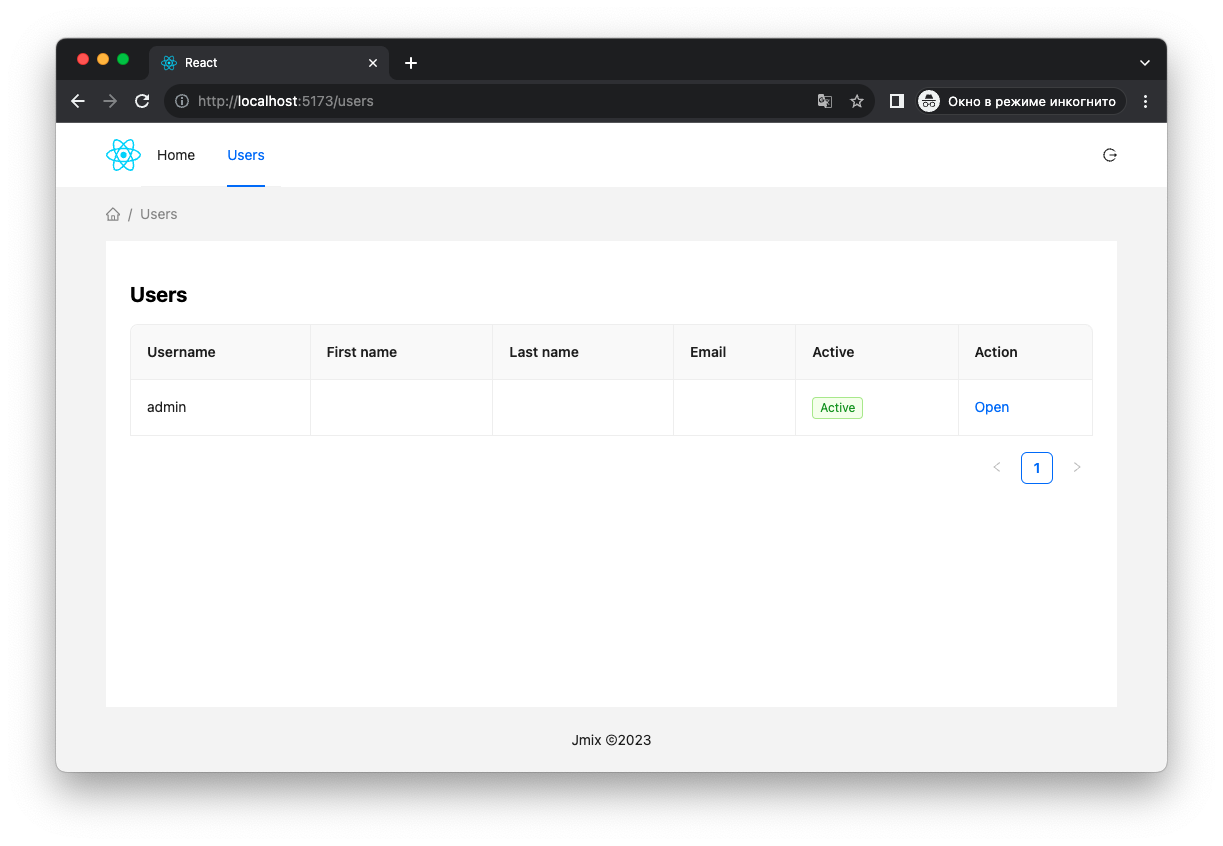 React
http://localhost:5173/users
Окно в режиме инкогнито
Home Users
/ Users
Users
Username First name Last name Email Active Action
admin Active Open
< 1 >
Jmix ©2023